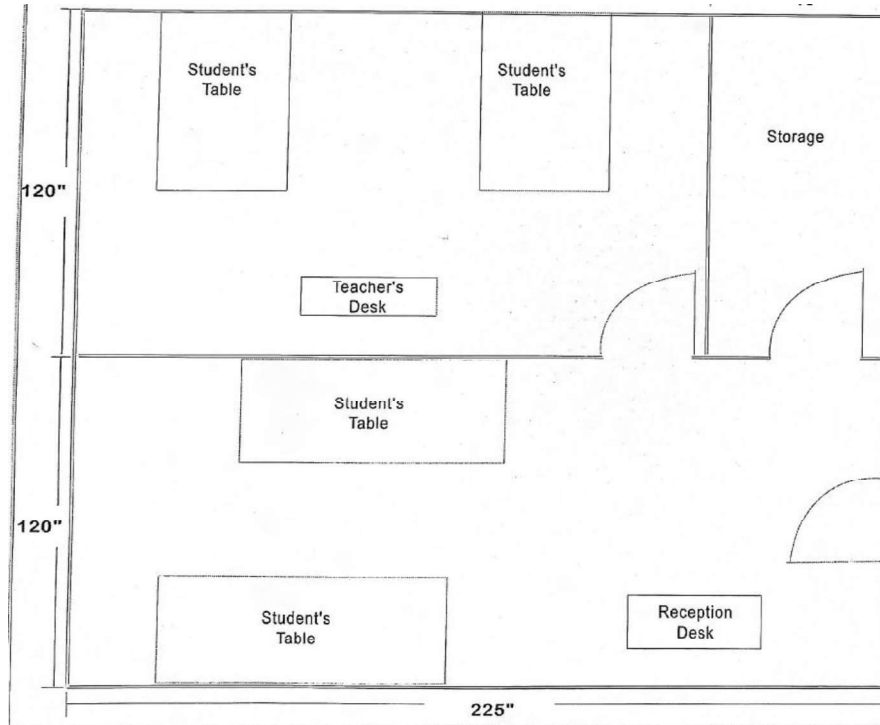 Student's
Table
Student's
Table
Storage
120"
Teacher's
Desk
Student's
Table
120"
Student's
Table
Reception
Desk
225"